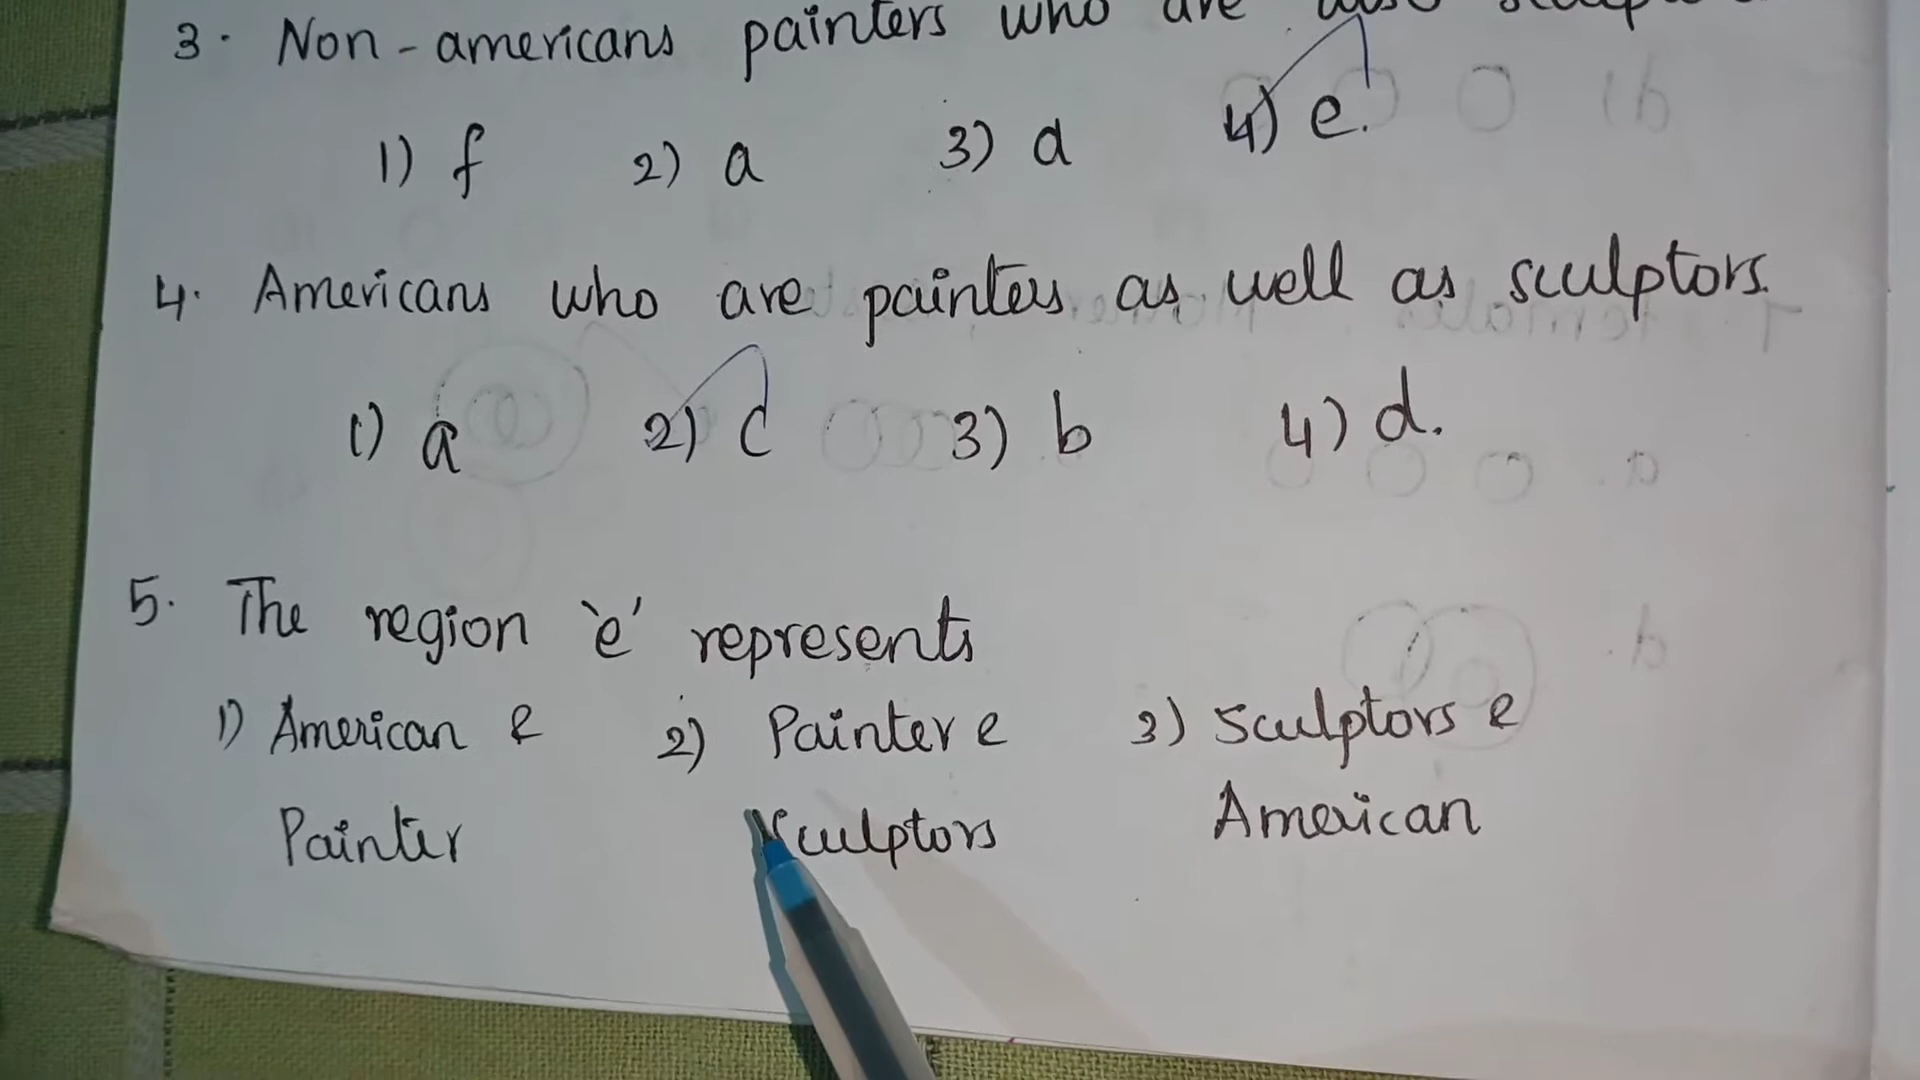 3. Non-americans painters who are also
1) f 2) a 3) d 4) e.
4. Americans who are painters as well as sculptors.
1) a 2) c 3) b 4) d.
5. The region 'e' represents
1) American & 2) Painter & 3) Sculptors &
Painter Sculptors American